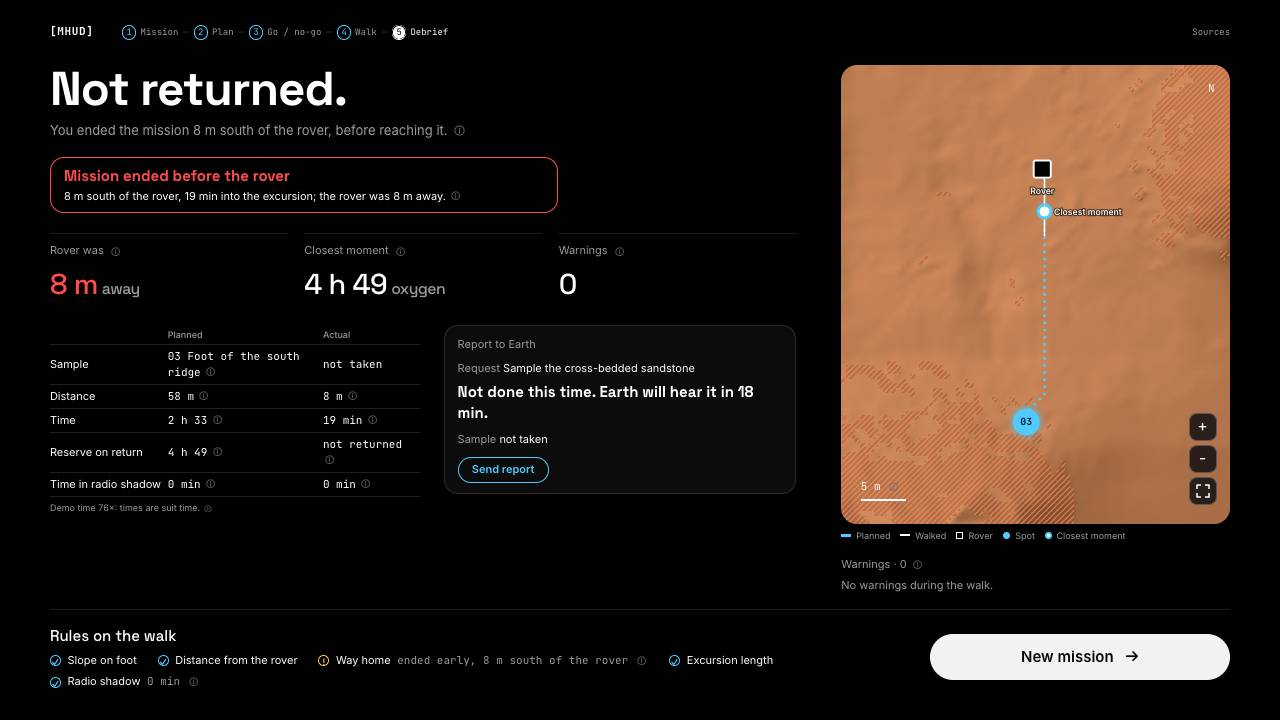 [MHUD]
1 Mission – 2 Plan – 3 Go / no-go – 4 Walk – 5 Debrief
Sources
Not returned.
You ended the mission 8 m south of the rover, before reaching it.
Mission ended before the rover
8 m south of the rover, 19 min into the excursion; the rover was 8 m away.
Rover was
8 m away
Closest moment
4 h 49 oxygen
Warnings
0
Planned Actual
Sample 03 Foot of the south ridge not taken
Distance 58 m 8 m
Time 2 h 33 19 min
Reserve on return 4 h 49 not returned
Time in radio shadow 0 min 0 min
Demo time 76×: times are suit time.
Report to Earth
Request Sample the cross-bedded sandstone
Not done this time. Earth will hear it in 18
min.
Sample not taken
Send report
N
Rover
Closest moment
03
5 m
+
-
Planned Walked Rover Spot Closest moment
Warnings · 0
No warnings during the walk.
Rules on the walk
Slope on foot Distance from the rover Way home ended early, 8 m south of the rover Excursion length
Radio shadow 0 min
New mission →